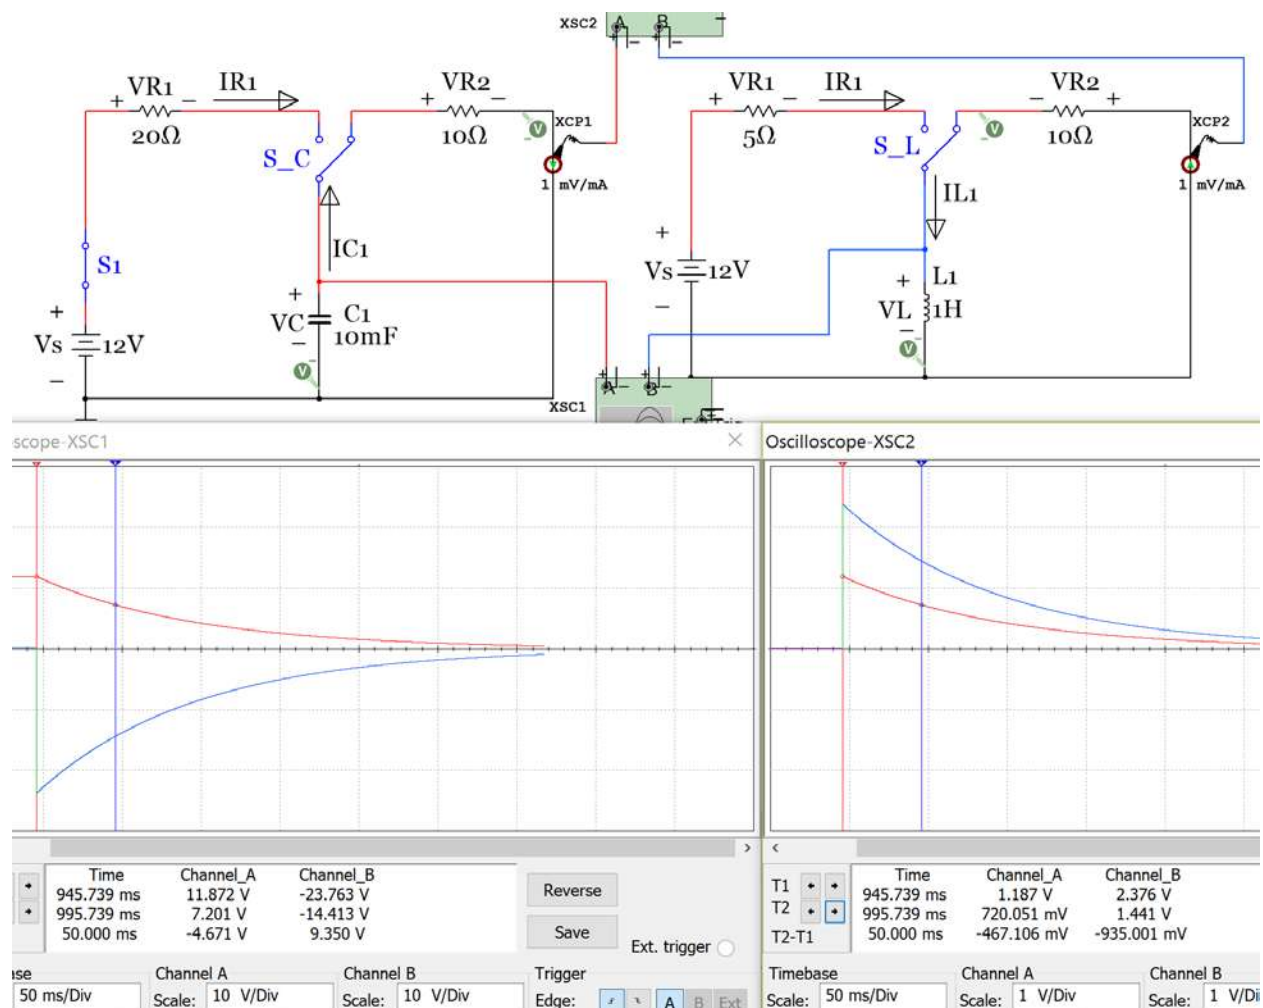 XSC2 A B
VR1 IR1 VR2 XCP1
20Ω 10Ω
S_C
1 mV/mA
IC1
S1
Vs 12V
VC C1
10mF
XSC1 A B
VR1 IR1 VR2 XCP2
5Ω 10Ω
S_L
1 mV/mA
IL1
Vs 12V
VL L1
1H
V
V
V
V
scope-XSC1
Time Channel_A Channel_B
945.739 ms 11.872 V -23.763 V
995.739 ms 7.201 V -14.413 V
50.000 ms -4.671 V 9.350 V
Reverse
Save
Ext. trigger
Channel A Channel B Trigger
50 ms/Div Scale: 10 V/Div Scale: 10 V/Div Edge: A B Ext
Oscilloscope-XSC2
Time Channel_A Channel_B
T1 945.739 ms 1.187 V 2.376 V
T2 995.739 ms 720.051 mV 1.441 V
T2-T1 50.000 ms -467.106 mV -935.001 mV
Timebase Channel A Channel B
Scale: 50 ms/Div Scale: 1 V/Div Scale: 1 V/Di